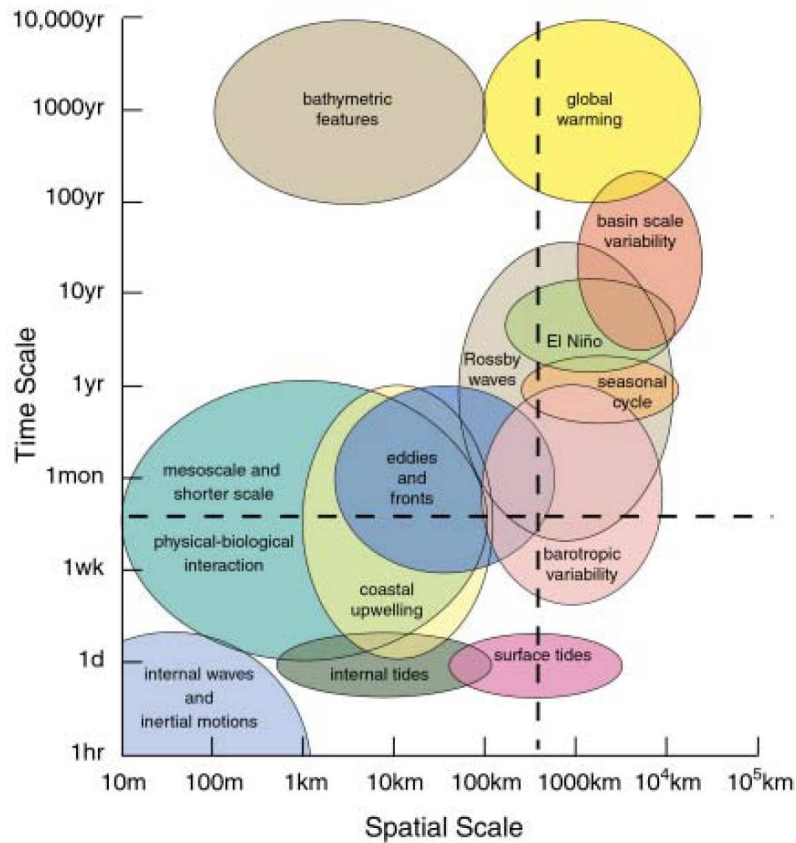 10,000yr
1000yr
100yr
10yr
1yr
1mon
1wk
1d
1hr
Time Scale
bathymetric
features
global
warming
basin scale
variability
El Niño
Rossby
waves
seasonal
cycle
mesoscale and
shorter scale
physical-biological
interaction
eddies
and
fronts
coastal
upwelling
barotropic
variability
internal waves
and
inertial motions
internal tides
surface tides
10m
100m
1km
10km
100km
1000km
10⁴km
10⁵km
Spatial Scale